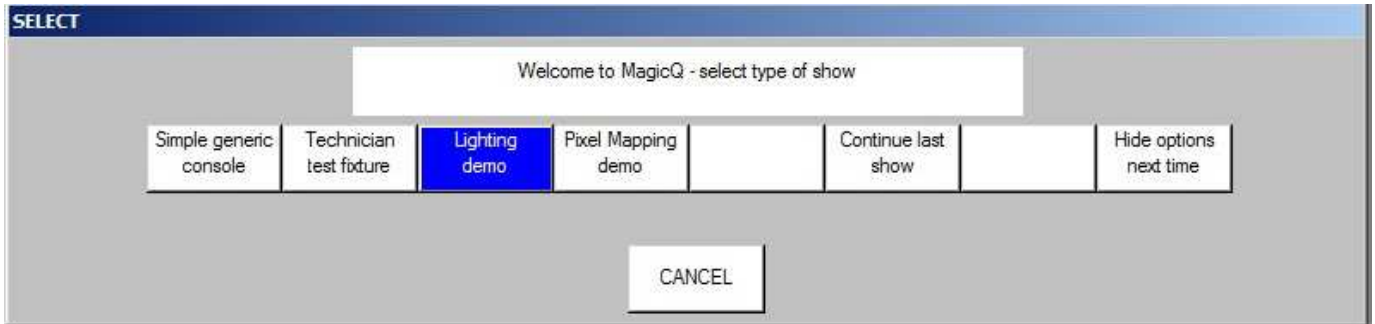 SELECT
Welcome to MagicQ - select type of show
Simple generic
console
Technician
test fixture
Lighting
demo
Pixel Mapping
demo
Continue last
show
Hide options
next time
CANCEL